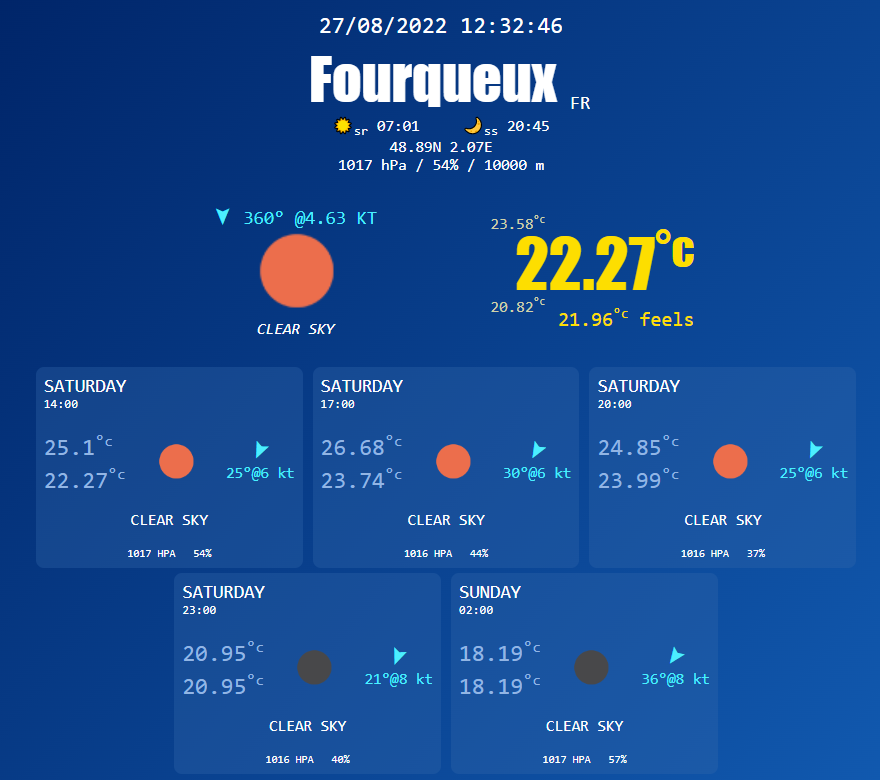 27/08/2022 12:32:46
Fourqueux FR
sr 07:01 ss 20:45
48.89N 2.07E
1017 hPa / 54% / 10000 m
360° @4.63 KT
CLEAR SKY
23.58°c
22.27°c
20.82°c
21.96°c feels
SATURDAY
14:00
25.1°c
22.27°c
25°@6 kt
CLEAR SKY
1017 HPA 54%
SATURDAY
17:00
26.68°c
23.74°c
30°@6 kt
CLEAR SKY
1016 HPA 44%
SATURDAY
20:00
24.85°c
23.99°c
25°@6 kt
CLEAR SKY
1016 HPA 37%
SATURDAY
23:00
20.95°c
20.95°c
21°@8 kt
CLEAR SKY
1016 HPA 40%
SUNDAY
02:00
18.19°c
18.19°c
36°@8 kt
CLEAR SKY
1017 HPA 57%